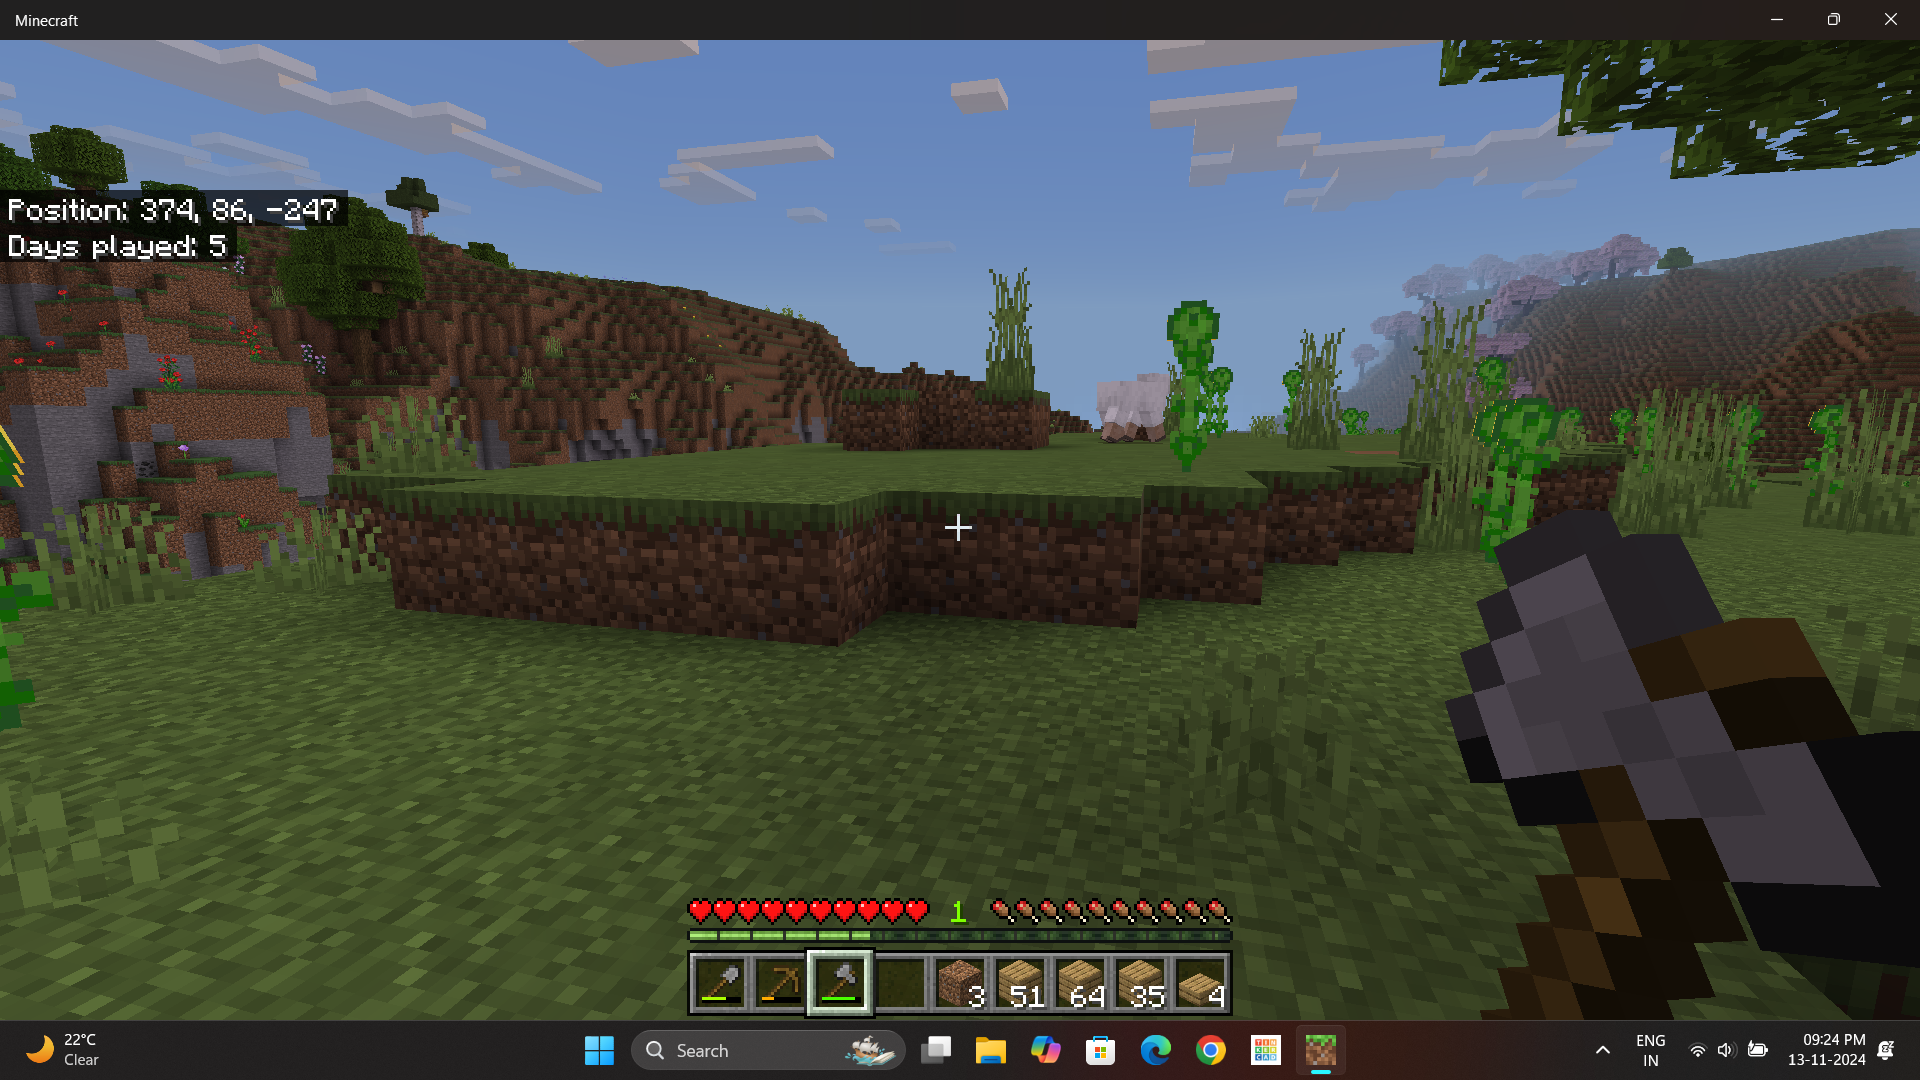 Minecraft
Position: 374, 86, -247
Days played: 5
1
3
51
64
35
4
22°C
Clear
Search
ENG
IN
09:24 PM
13-11-2024